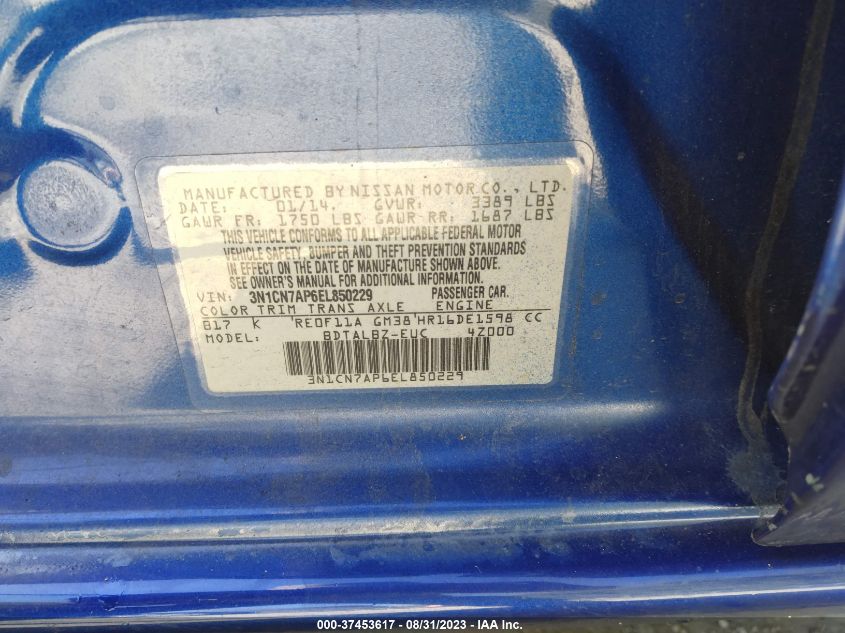 MANUFACTURED BY NISSAN MOTOR CO., LTD.
DATE: 01/14. GVWR: 3389 LBS
GAWR FR: 1750 LBS GAWR-RR: 1687 LBS
THIS VEHICLE CONFORMS TO ALL APPLICABLE FEDERAL MOTOR
VEHICLE SAFETY, BUMPER AND THEFT PREVENTION STANDARDS
IN EFFECT ON THE DATE OF MANUFACTURE SHOWN ABOVE.
SEE OWNER'S MANUAL FOR ADDITIONAL INFORMATION.
VIN: 3N1CN7AP6EL850229 PASSENGER CAR.
COLOR TRIM TRANS AXLE ENGINE
B17 K RE0F11A GM38 HR16DE1598 CC
MODEL: BDTALBZ-EUC 4Z000
3N1CN7AP6EL850229
000-37453617 - 08/31/2023 - IAA Inc.